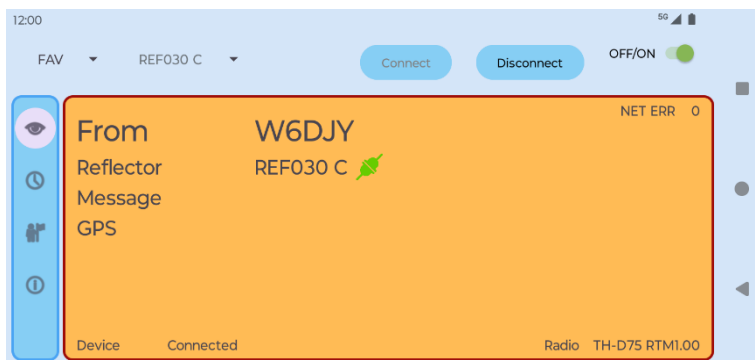 12:00 5G
FAV REF030 C Connect Disconnect OFF/ON
NET ERR 0
From W6DJY
Reflector REF030 C
Message
GPS
Device Connected Radio TH-D75 RTM1.00